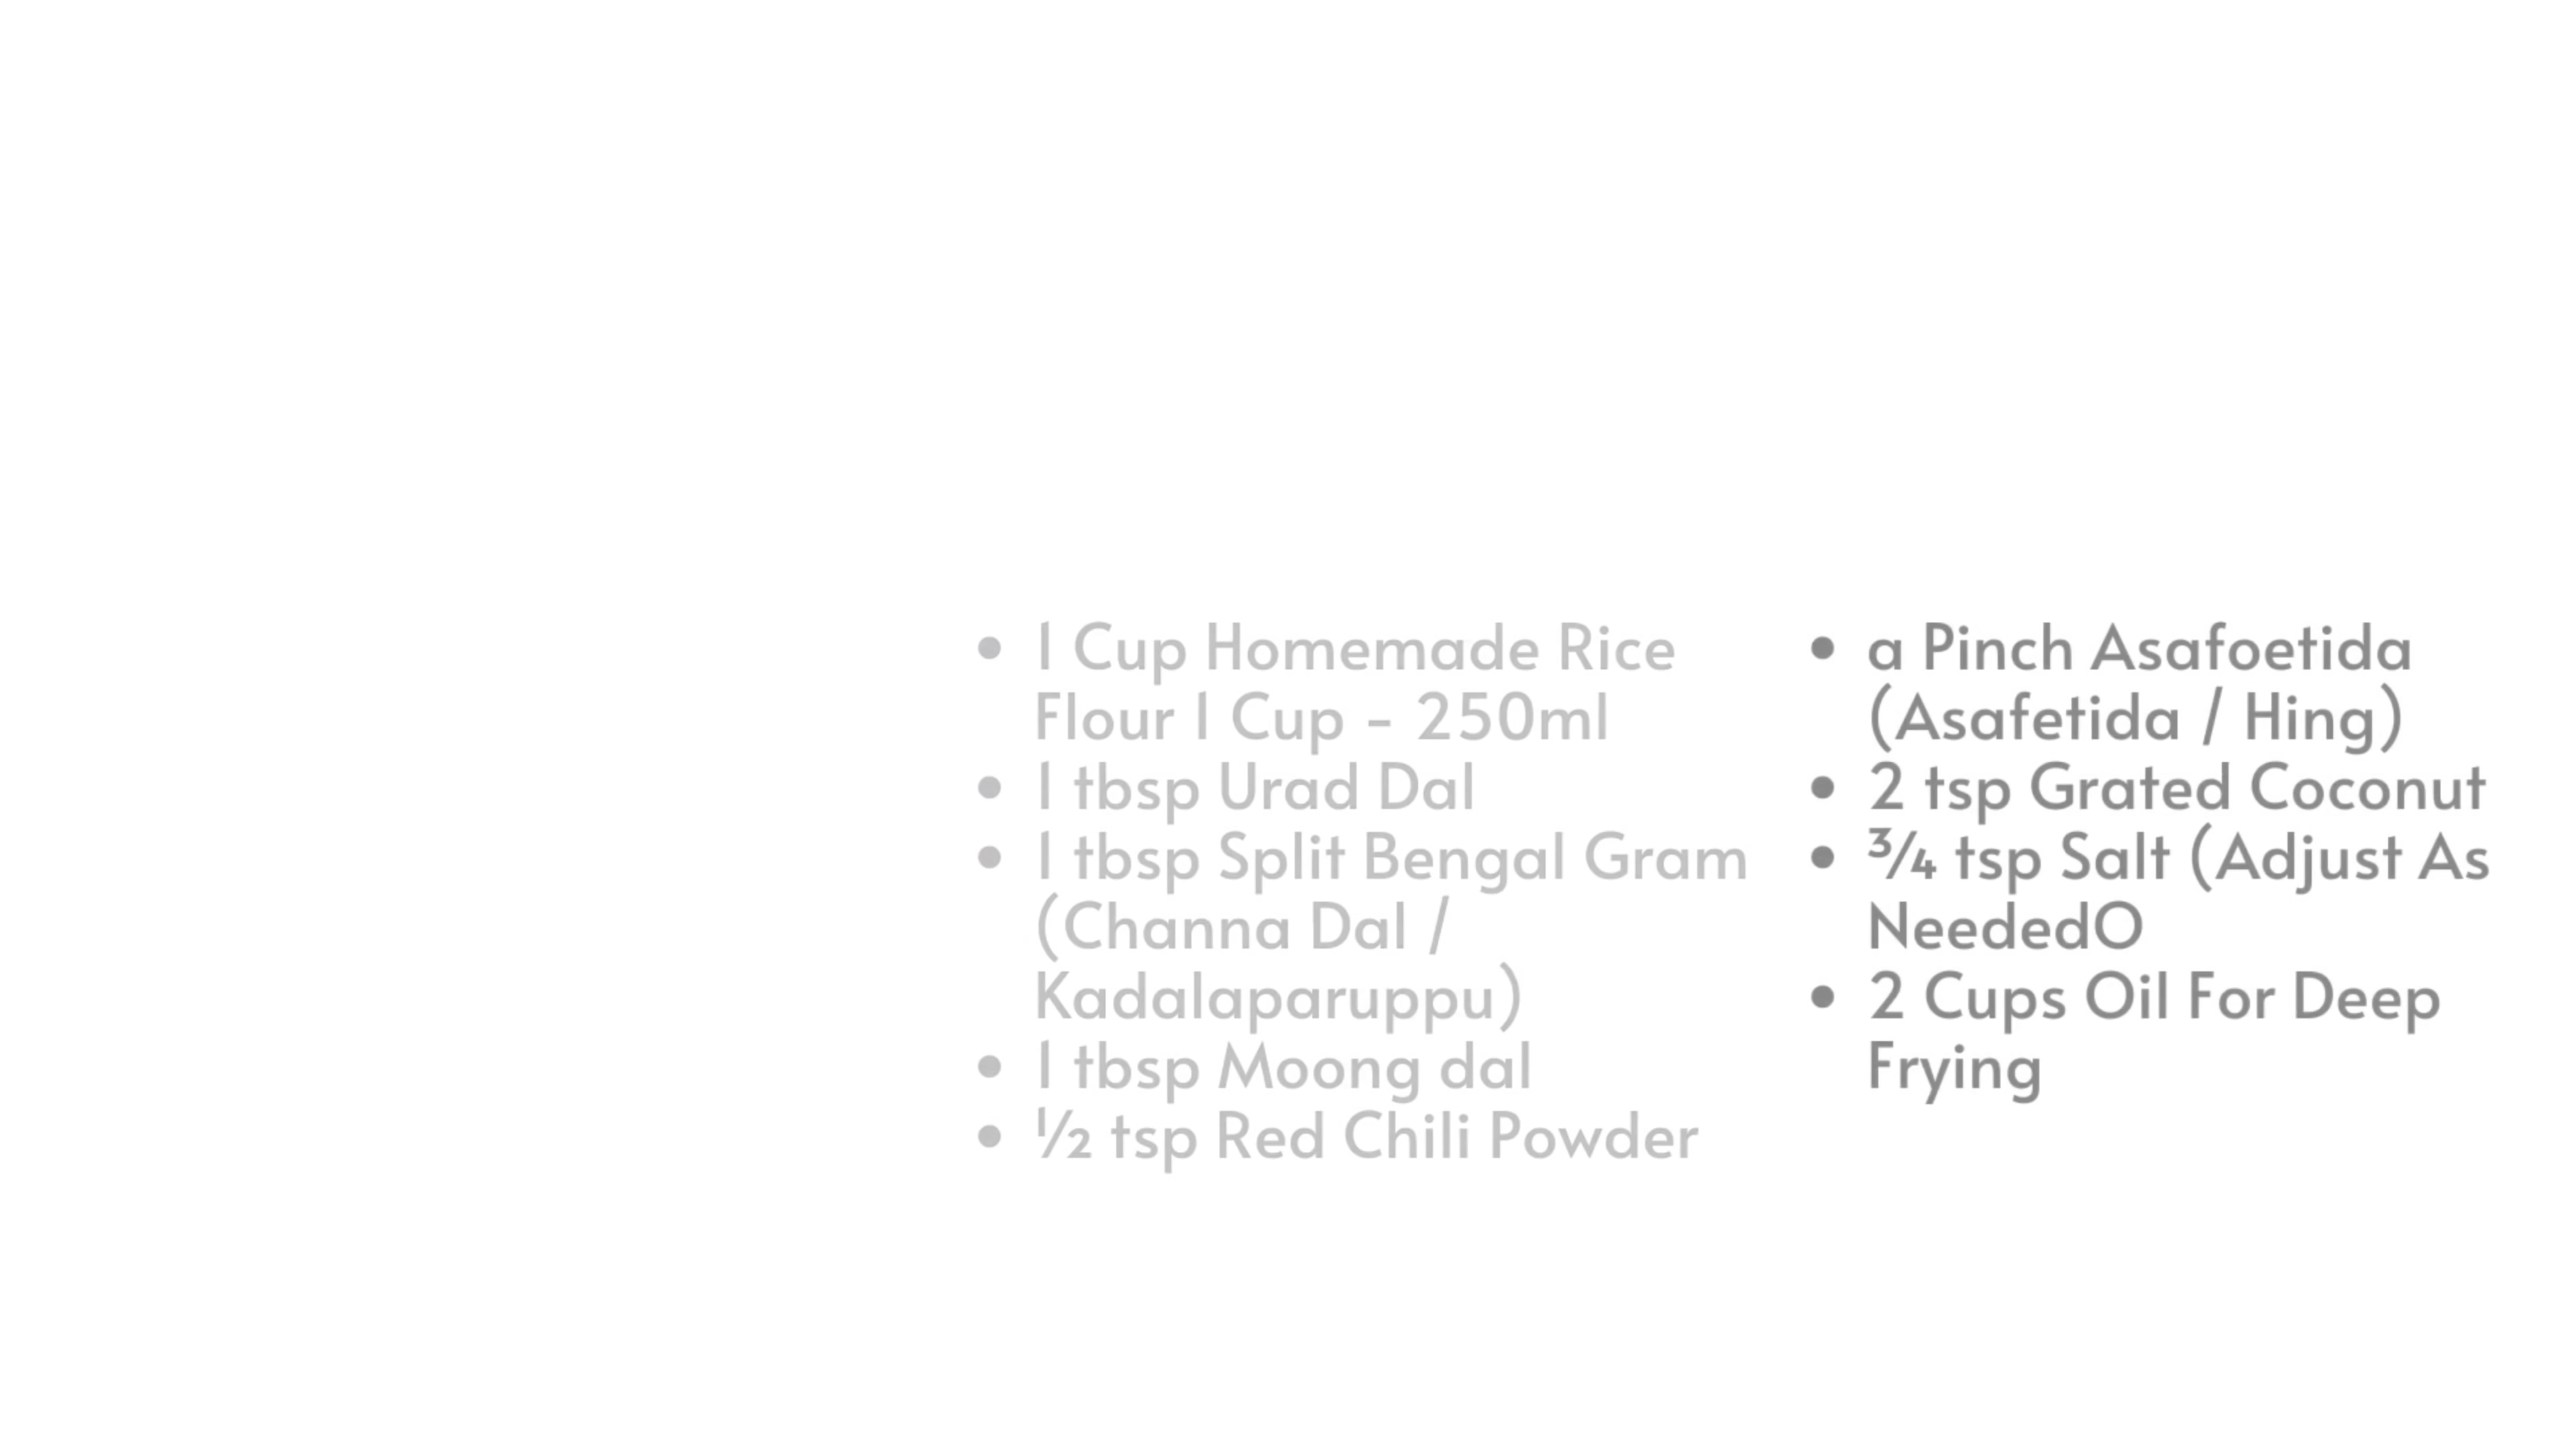 • 1 Cup Homemade Rice
Flour 1 Cup - 250ml
• 1 tbsp Urad Dal
• 1 tbsp Split Bengal Gram
(Channa Dal /
Kadalaparuppu)
• 1 tbsp Moong dal
• ½ tsp Red Chili Powder
• a Pinch Asafoetida
(Asafetida / Hing)
• 2 tsp Grated Coconut
• ¾ tsp Salt (Adjust As
NeededO
• 2 Cups Oil For Deep
Frying